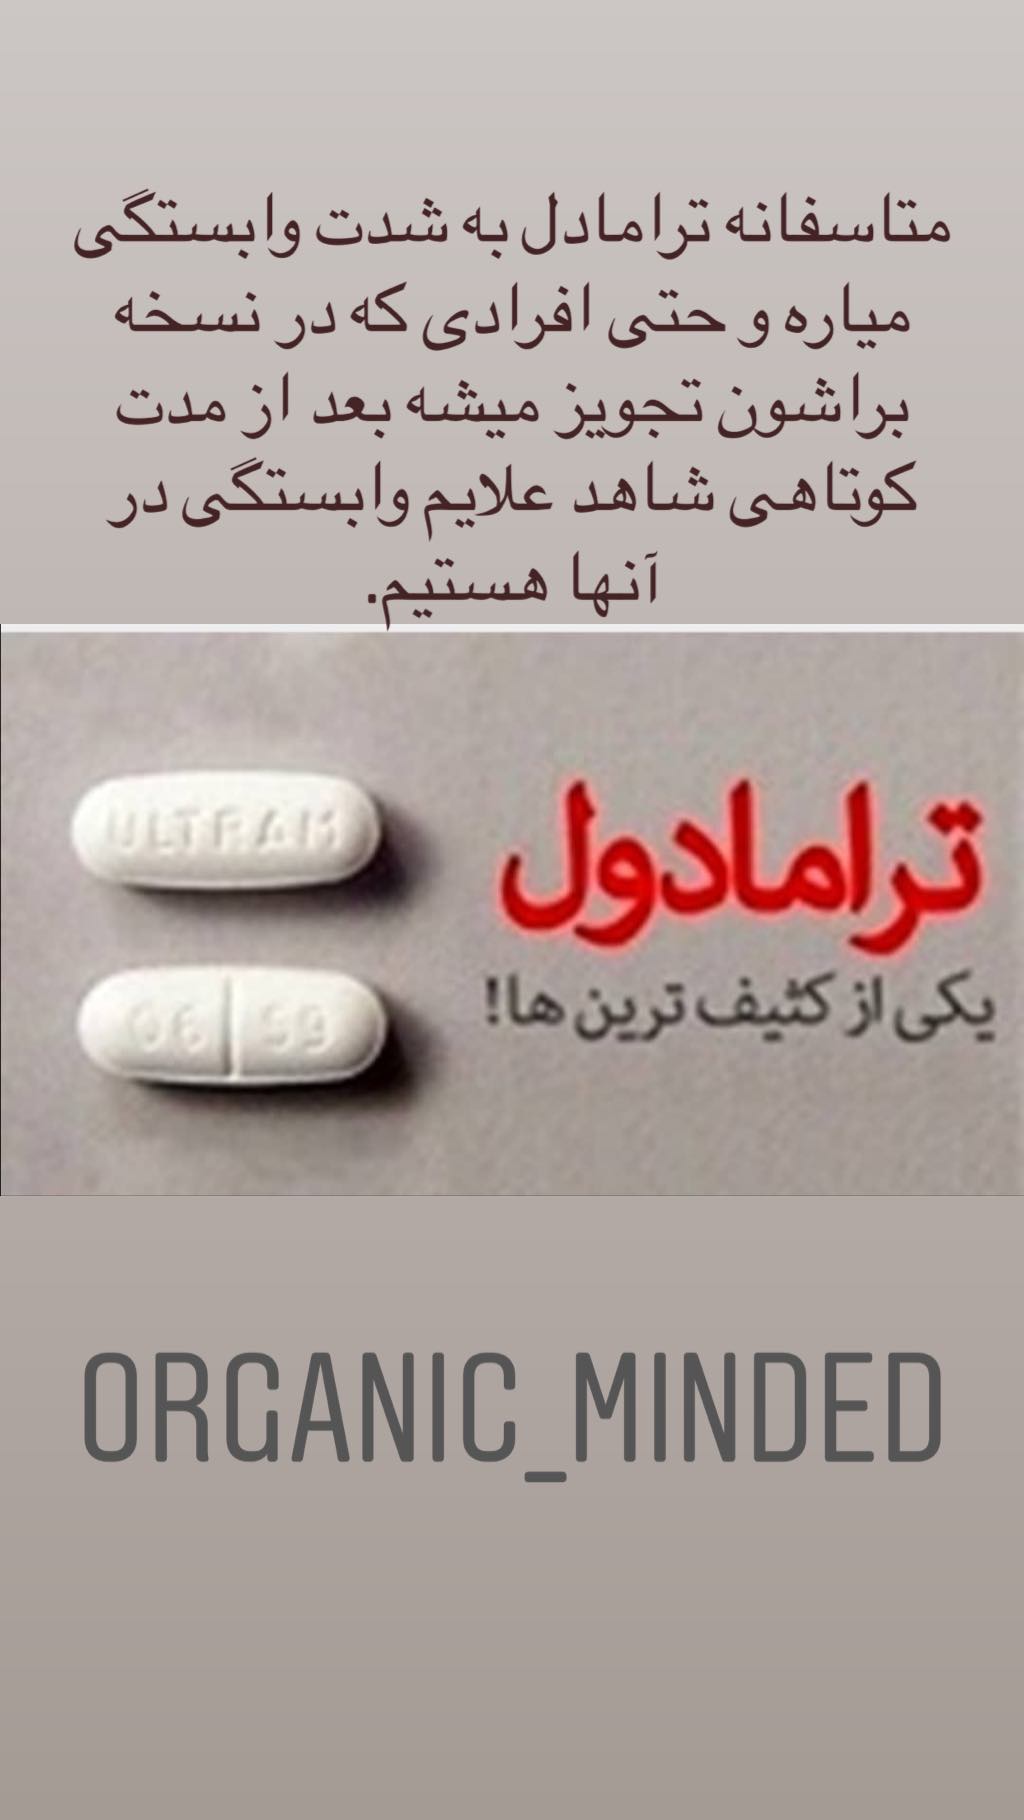 متاسفانه ترامادل به شدت وابستگی
میاره و حتی افرادی که در نسخه
براشون تجویز میشه بعد از مدت
کوتاهی شاهد علایم وابستگی در
آنها هستیم.
ترامادول
یکی از کثیف ترین ها!
ULTRAM
06 59
ORGANIC_MINDED